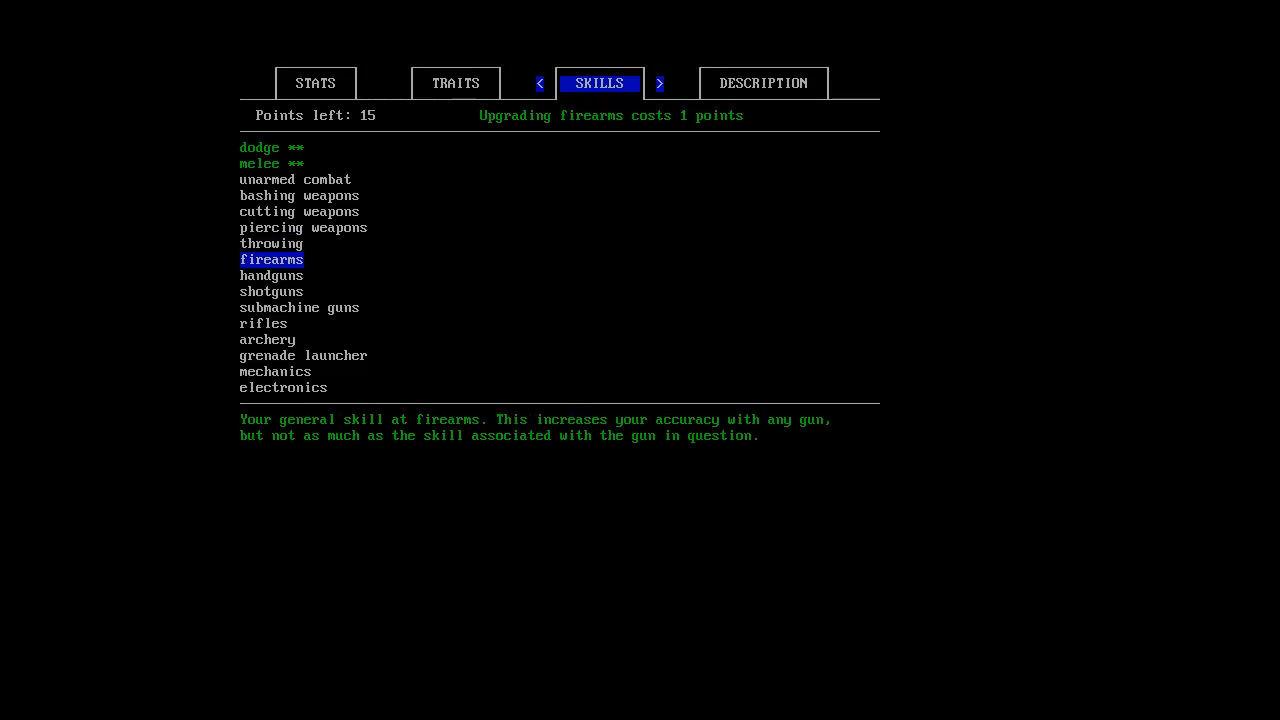 STATS TRAITS < SKILLS > DESCRIPTION
Points left: 15 Upgrading firearms costs 1 points
dodge **
melee **
unarmed combat
bashing weapons
cutting weapons
piercing weapons
throwing
firearms
handguns
shotguns
submachine guns
rifles
archery
grenade launcher
mechanics
electronics
Your general skill at firearms. This increases your accuracy with any gun,
but not as much as the skill associated with the gun in question.